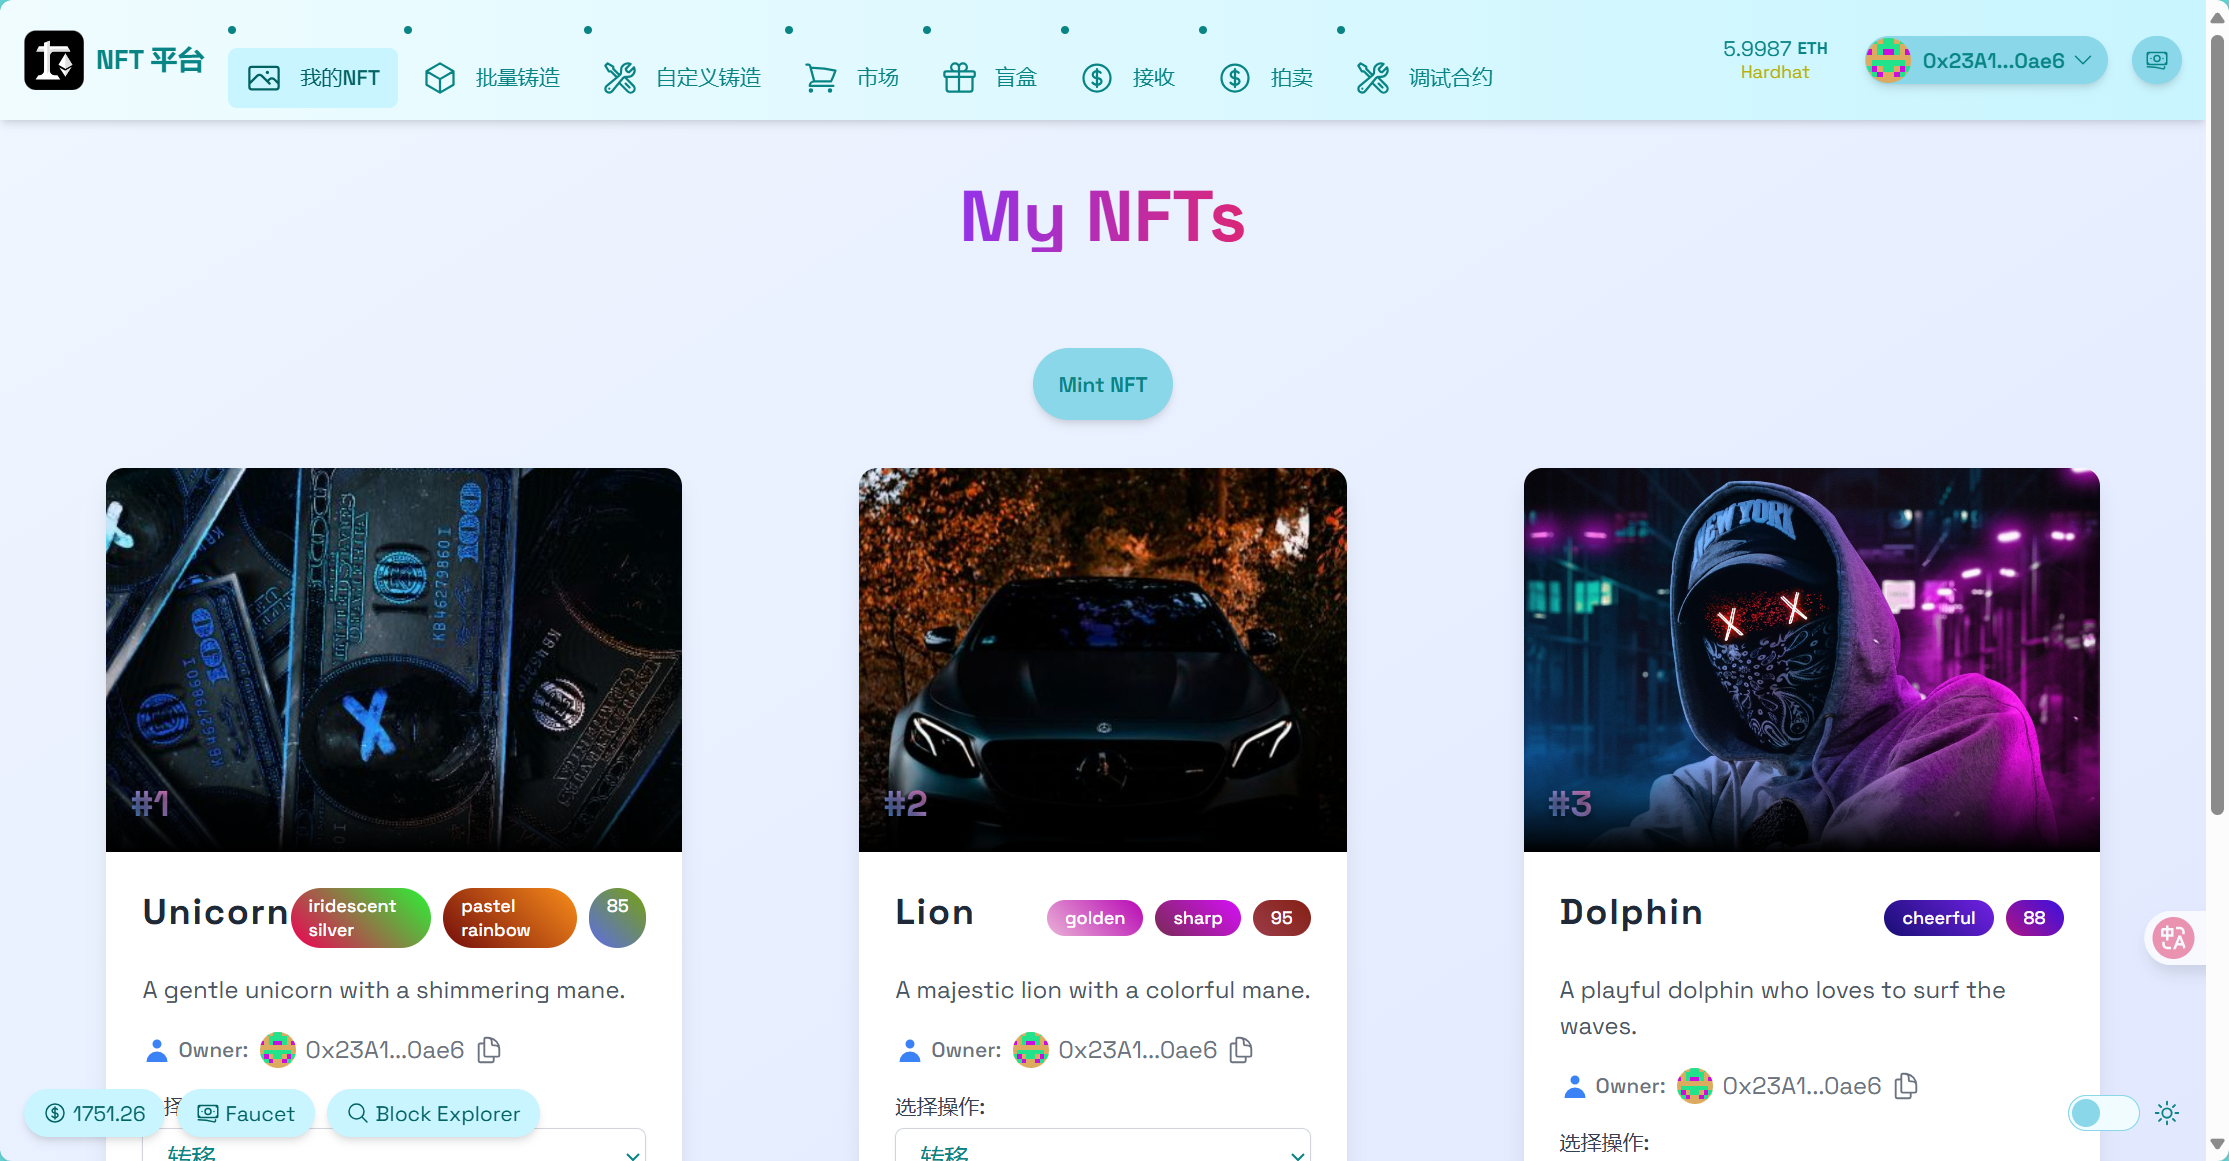 NFT 平台
我的NFT
批量铸造
自定义铸造
市场
盲盒
接收
拍卖
调试合约
5.9987 ETH
Hardhat
0x23A1...0ae6
My NFTs
Mint NFT
#1
KB46279860I
NEW YORK
#2
#3
Unicorn
iridescent
silver
pastel
rainbow
85
A gentle unicorn with a shimmering mane.
Owner: 0x23A1...0ae6
转移
Lion
golden
sharp
95
A majestic lion with a colorful mane.
Owner: 0x23A1...0ae6
选择操作:
转移
Dolphin
cheerful
88
A playful dolphin who loves to surf the
waves.
Owner: 0x23A1...0ae6
选择操作:
1751.26
择
Faucet
Block Explorer